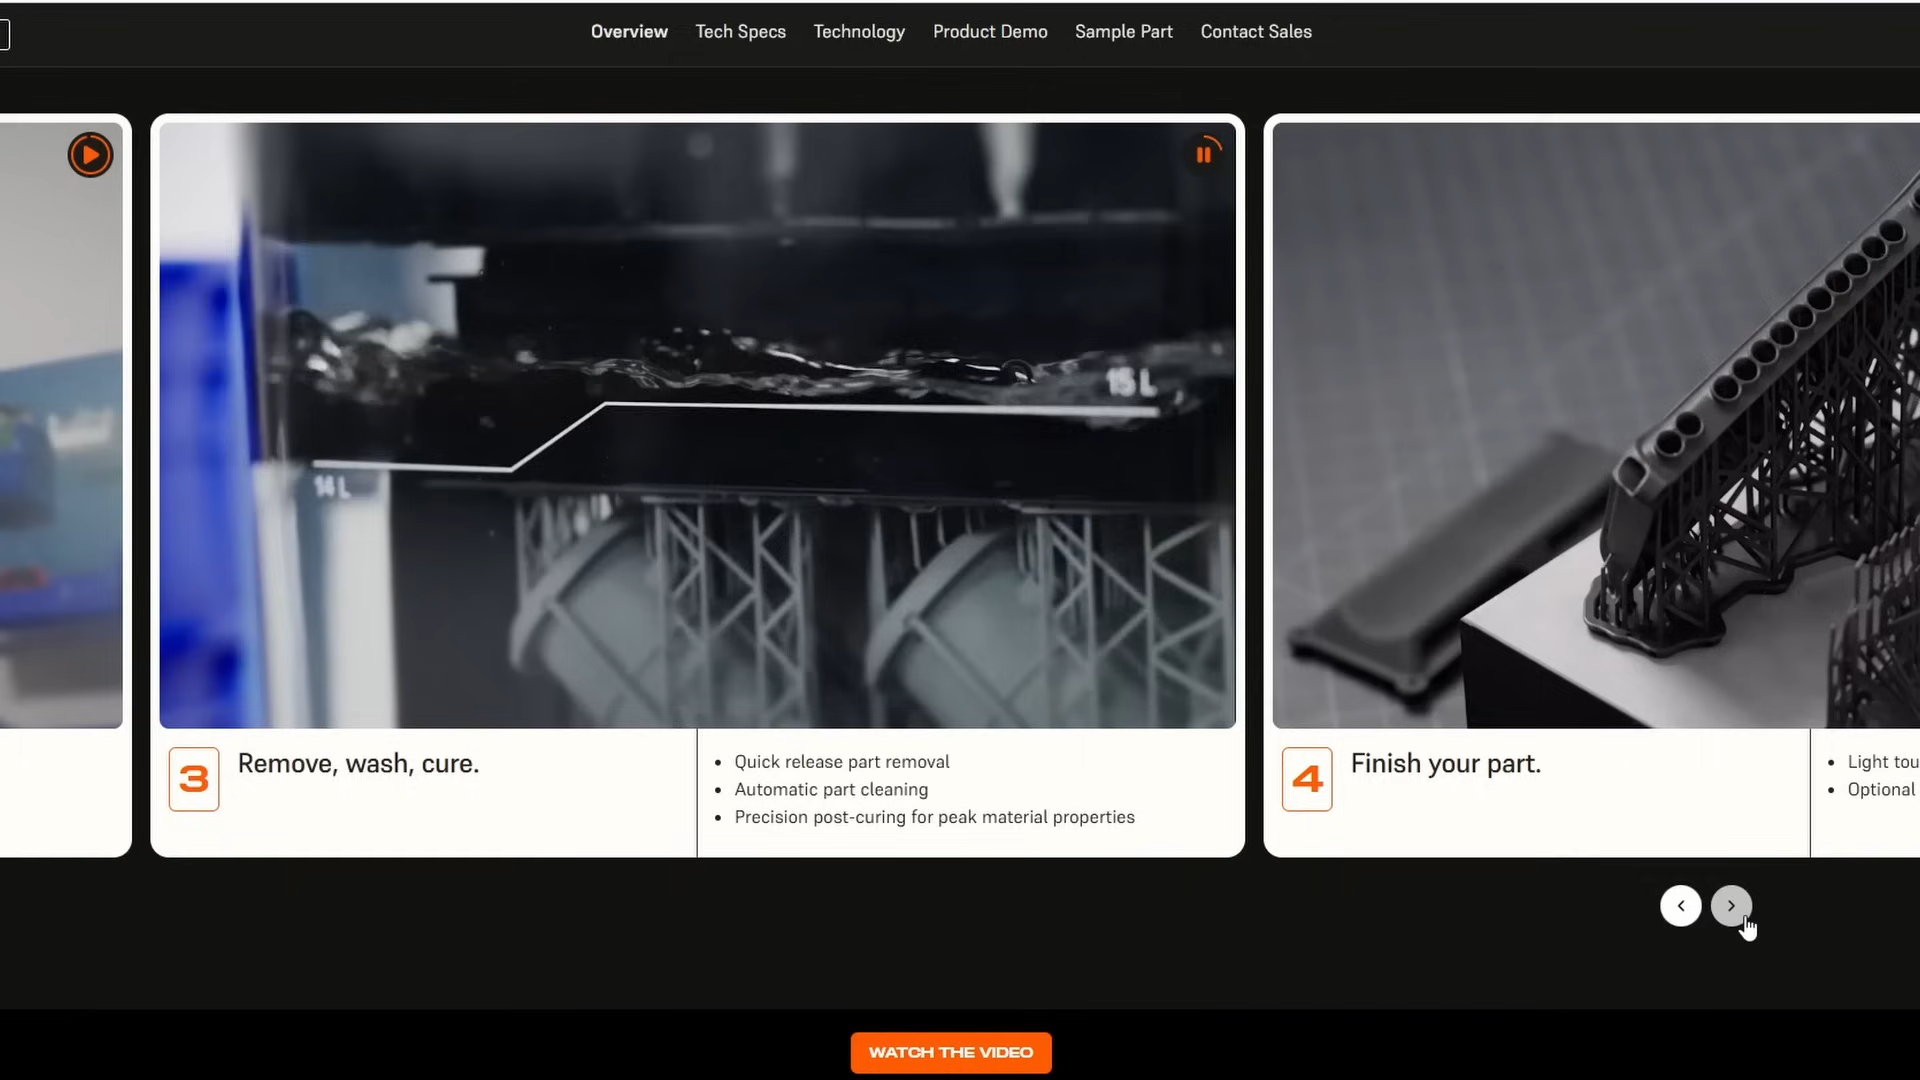 Overview Tech Specs Technology Product Demo Sample Part Contact Sales
15 L
14 L
3
Remove, wash, cure.
• Quick release part removal
• Automatic part cleaning
• Precision post-curing for peak material properties
4
Finish your part.
• Light tou
• Optional
WATCH THE VIDEO